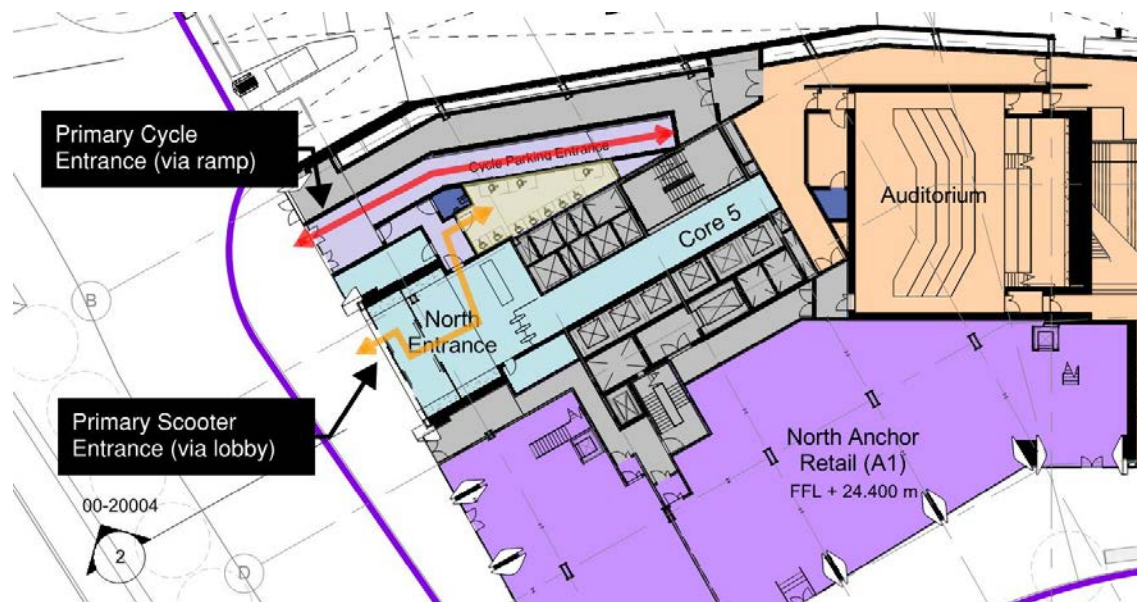 Primary Cycle
Entrance (via ramp)
Cycle Parking Entrance
Core 5
Auditorium
B
North
Entrance
Primary Scooter
Entrance (via lobby)
North Anchor
Retail (A1)
FFL + 24.400 m
00-20004
2
D